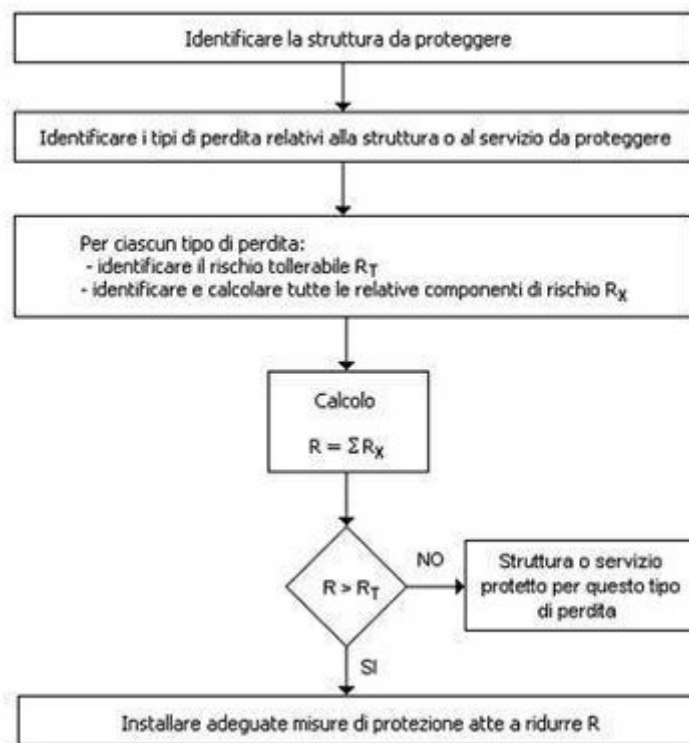 Identificare la struttura da proteggere
Identificare i tipi di perdita relativi alla struttura o al servizio da proteggere
Per ciascun tipo di perdita:
- identificare il rischio tollerabile RT
- identificare e calcolare tutte le relative componenti di rischio RX
Calcolo
R = ΣRX
R > RT
NO
Struttura o servizio
protetto per questo tipo
di perdita
SI
Installare adeguate misure di protezione atte a ridurre R